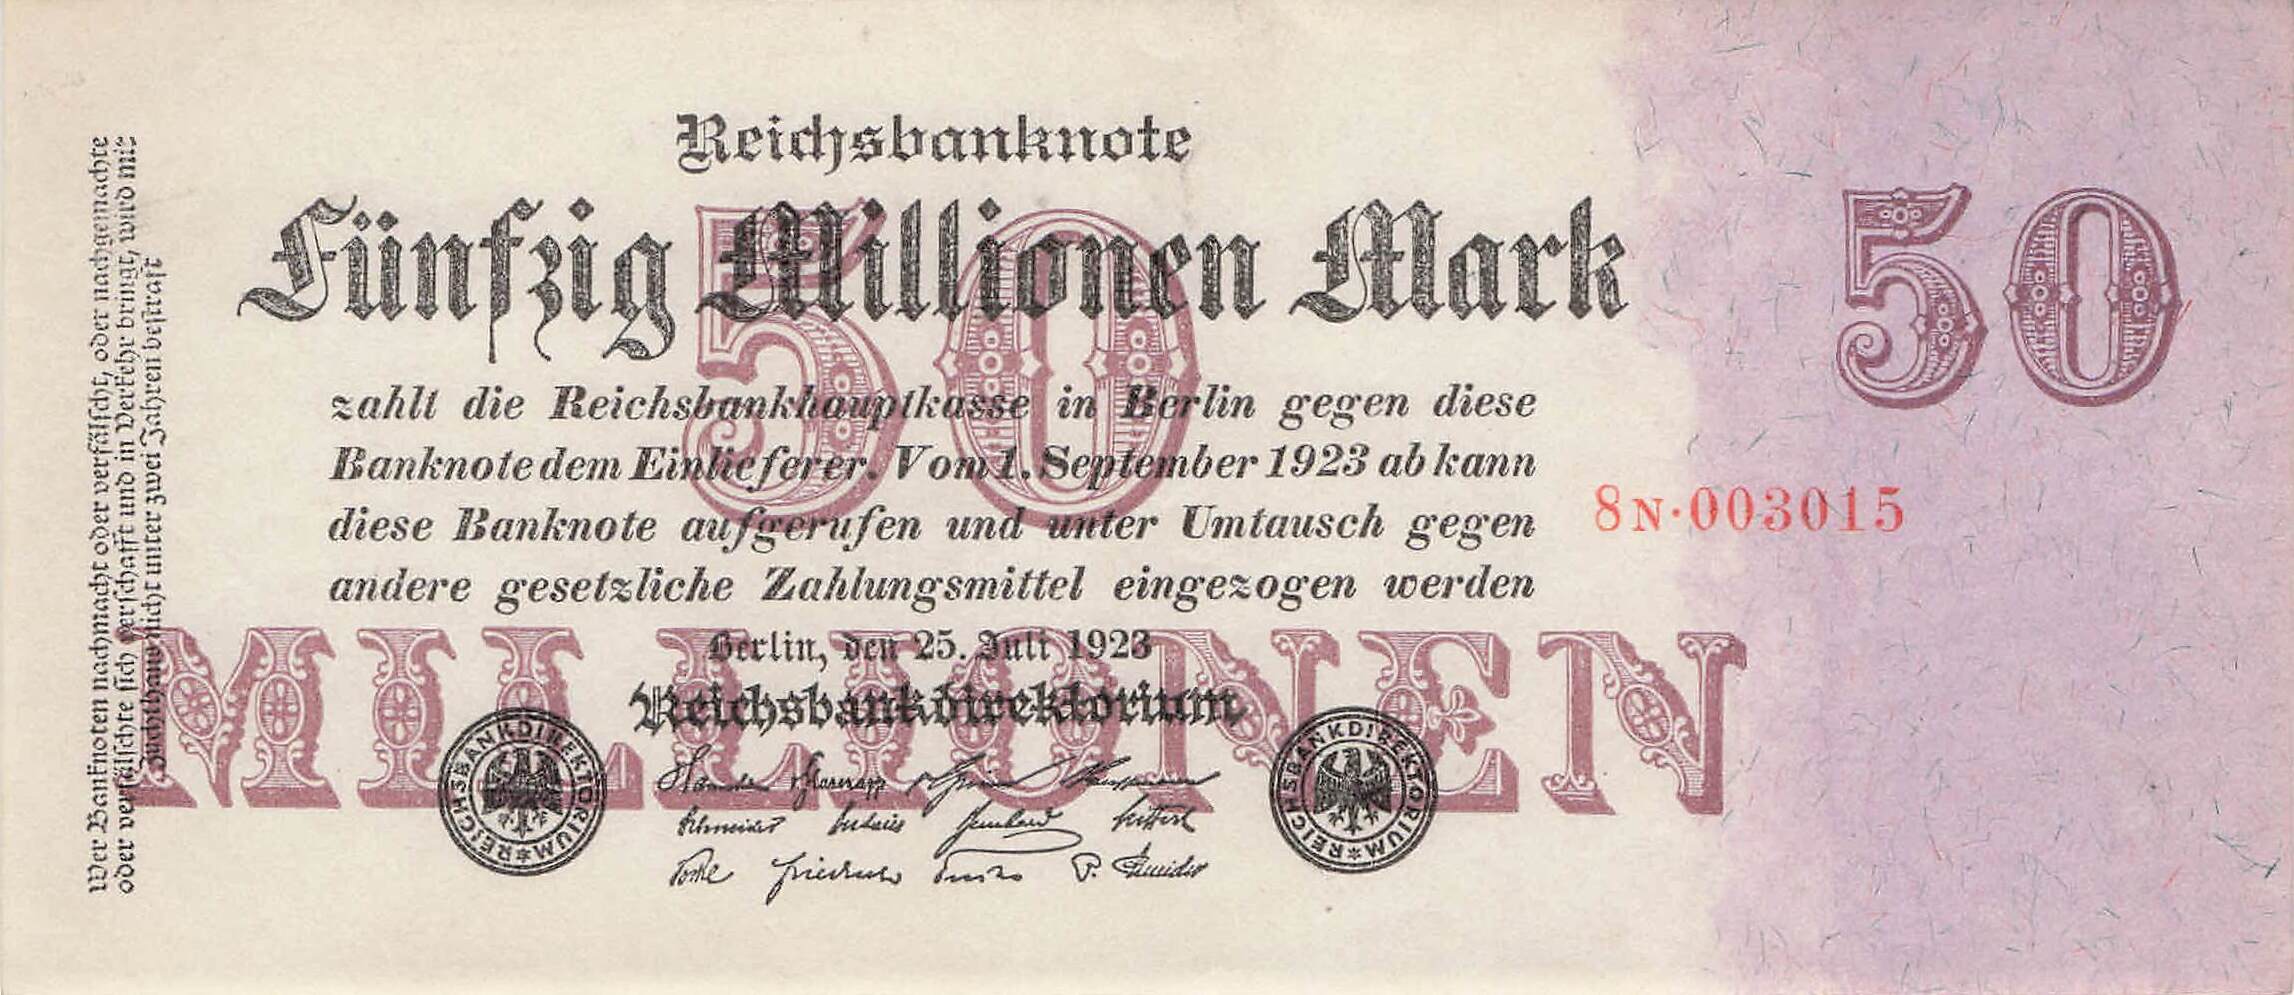 Reichsbanknote
Fünfzig Millionen Mark
50
50
zahlt die Reichsbankhauptkasse in Berlin gegen diese
Banknote dem Einlieferer. Vom 1. September 1923 ab kann
diese Banknote aufgerufen und unter Umtausch gegen
andere gesetzliche Zahlungsmittel eingezogen werden
8N·003015
MILLIONEN
Berlin, den 25. Juli 1923
Reichsbankdirektorium
REICHSBANKDIREKTORIUM
REICHSBANKDIREKTORIUM
Wer Banknoten nachmacht oder verfälscht, oder nachgemachte
oder verfälschte sich verschafft und in Verkehr bringt, wird mit
Zuchthaus nicht unter zwei Jahren bestraft